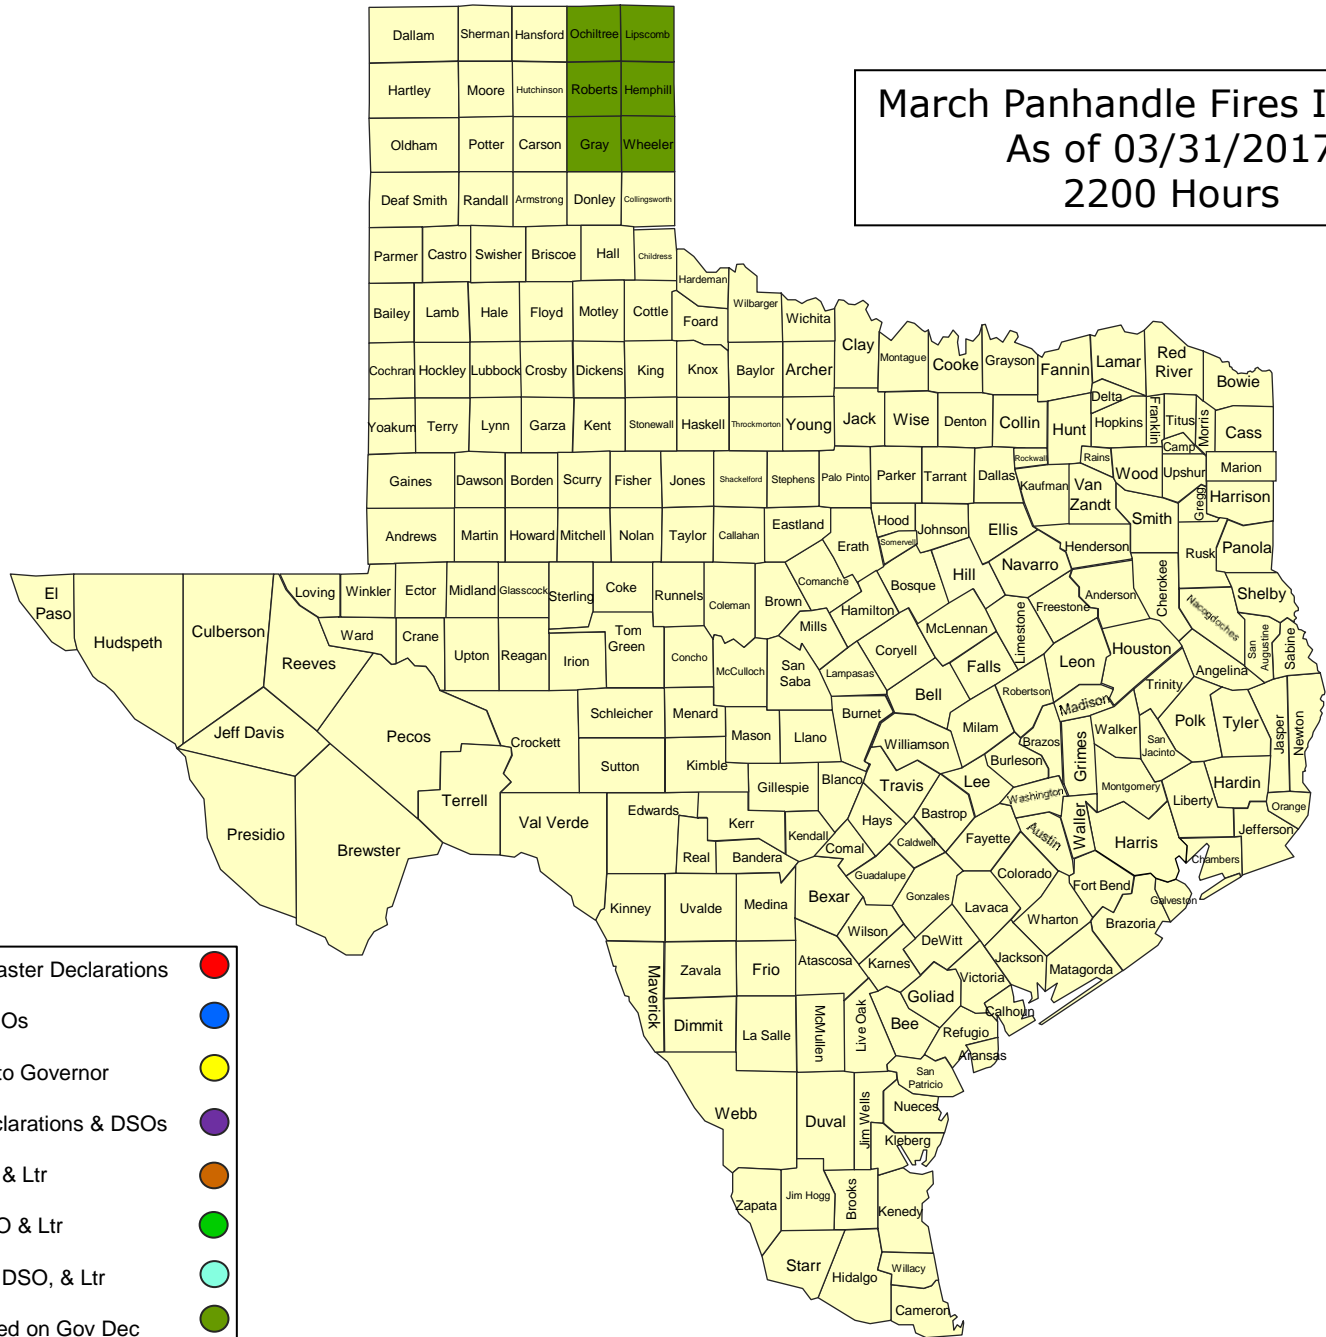 March Panhandle Fires
As of 03/31/2017
2200 Hours
Dallam
Sherman
Hansford
Ochiltree
Lipscomb
Hartley
Moore
Hutchinson
Roberts
Hemphill
Oldham
Potter
Carson
Gray
Wheeler
Deaf Smith
Randall
Armstrong
Donley
Collingsworth
Parmer
Castro
Swisher
Briscoe
Hall
Childress
Hardeman
Bailey
Lamb
Hale
Floyd
Motley
Cottle
Foard
Wilbarger
Wichita
Clay
Montague
Cooke
Grayson
Fannin
Lamar
Red
River
Bowie
Cochran
Hockley
Lubbock
Crosby
Dickens
King
Knox
Baylor
Archer
Delta
Yoakum
Terry
Lynn
Garza
Kent
Stonewall
Haskell
Throckmorton
Young
Jack
Wise
Denton
Collin
Hunt
Hopkins
Franklin
Titus
Morris
Cass
Camp
Gaines
Dawson
Borden
Scurry
Fisher
Jones
Shackelford
Stephens
Palo Pinto
Parker
Tarrant
Dallas
Rockwall
Kaufman
Rains
Van
Zandt
Wood
Upshur
Marion
Gregg
Harrison
Andrews
Martin
Howard
Mitchell
Nolan
Taylor
Callahan
Eastland
Erath
Hood
Somervell
Johnson
Ellis
Henderson
Smith
Rusk
Panola
El
Paso
Hudspeth
Culberson
Loving
Winkler
Ector
Midland
Glasscock
Sterling
Coke
Runnels
Coleman
Brown
Comanche
Hamilton
Bosque
Hill
Navarro
Freestone
Anderson
Cherokee
Nacogdoches
Shelby
Reeves
Ward
Crane
Upton
Reagan
Irion
Tom
Green
Concho
McCulloch
San
Saba
Mills
Lampasas
Coryell
McLennan
Limestone
Falls
Leon
Houston
Angelina
San
Augustine
Sabine
Trinity
Jeff Davis
Pecos
Crockett
Schleicher
Menard
Mason
Llano
Burnet
Bell
Milam
Robertson
Madison
Brazos
Grimes
Walker
San
Jacinto
Polk
Tyler
Jasper
Newton
Presidio
Brewster
Terrell
Val Verde
Sutton
Kimble
Gillespie
Blanco
Williamson
Travis
Lee
Burleson
Washington
Montgomery
Liberty
Hardin
Orange
Edwards
Kerr
Kendall
Hays
Comal
Bastrop
Caldwell
Fayette
Austin
Waller
Harris
Chambers
Jefferson
Real
Bandera
Kinney
Uvalde
Medina
Bexar
Guadalupe
Gonzales
Lavaca
Colorado
Fort Bend
Galveston
Wharton
Brazoria
Maverick
Zavala
Frio
Atascosa
Wilson
Karnes
DeWitt
Jackson
Matagorda
Victoria
Goliad
Calhoun
Dimmit
La Salle
McMullen
Live Oak
Bee
Refugio
Aransas
San
Patricio
Webb
Duval
Jim Wells
Nueces
Kleberg
Zapata
Jim Hogg
Brooks
Kenedy
Starr
Hidalgo
Willacy
Cameron
Declarations
to Governor
& DSOs
& Ltr
& Ltr
DSO, & Ltr
on Gov Dec